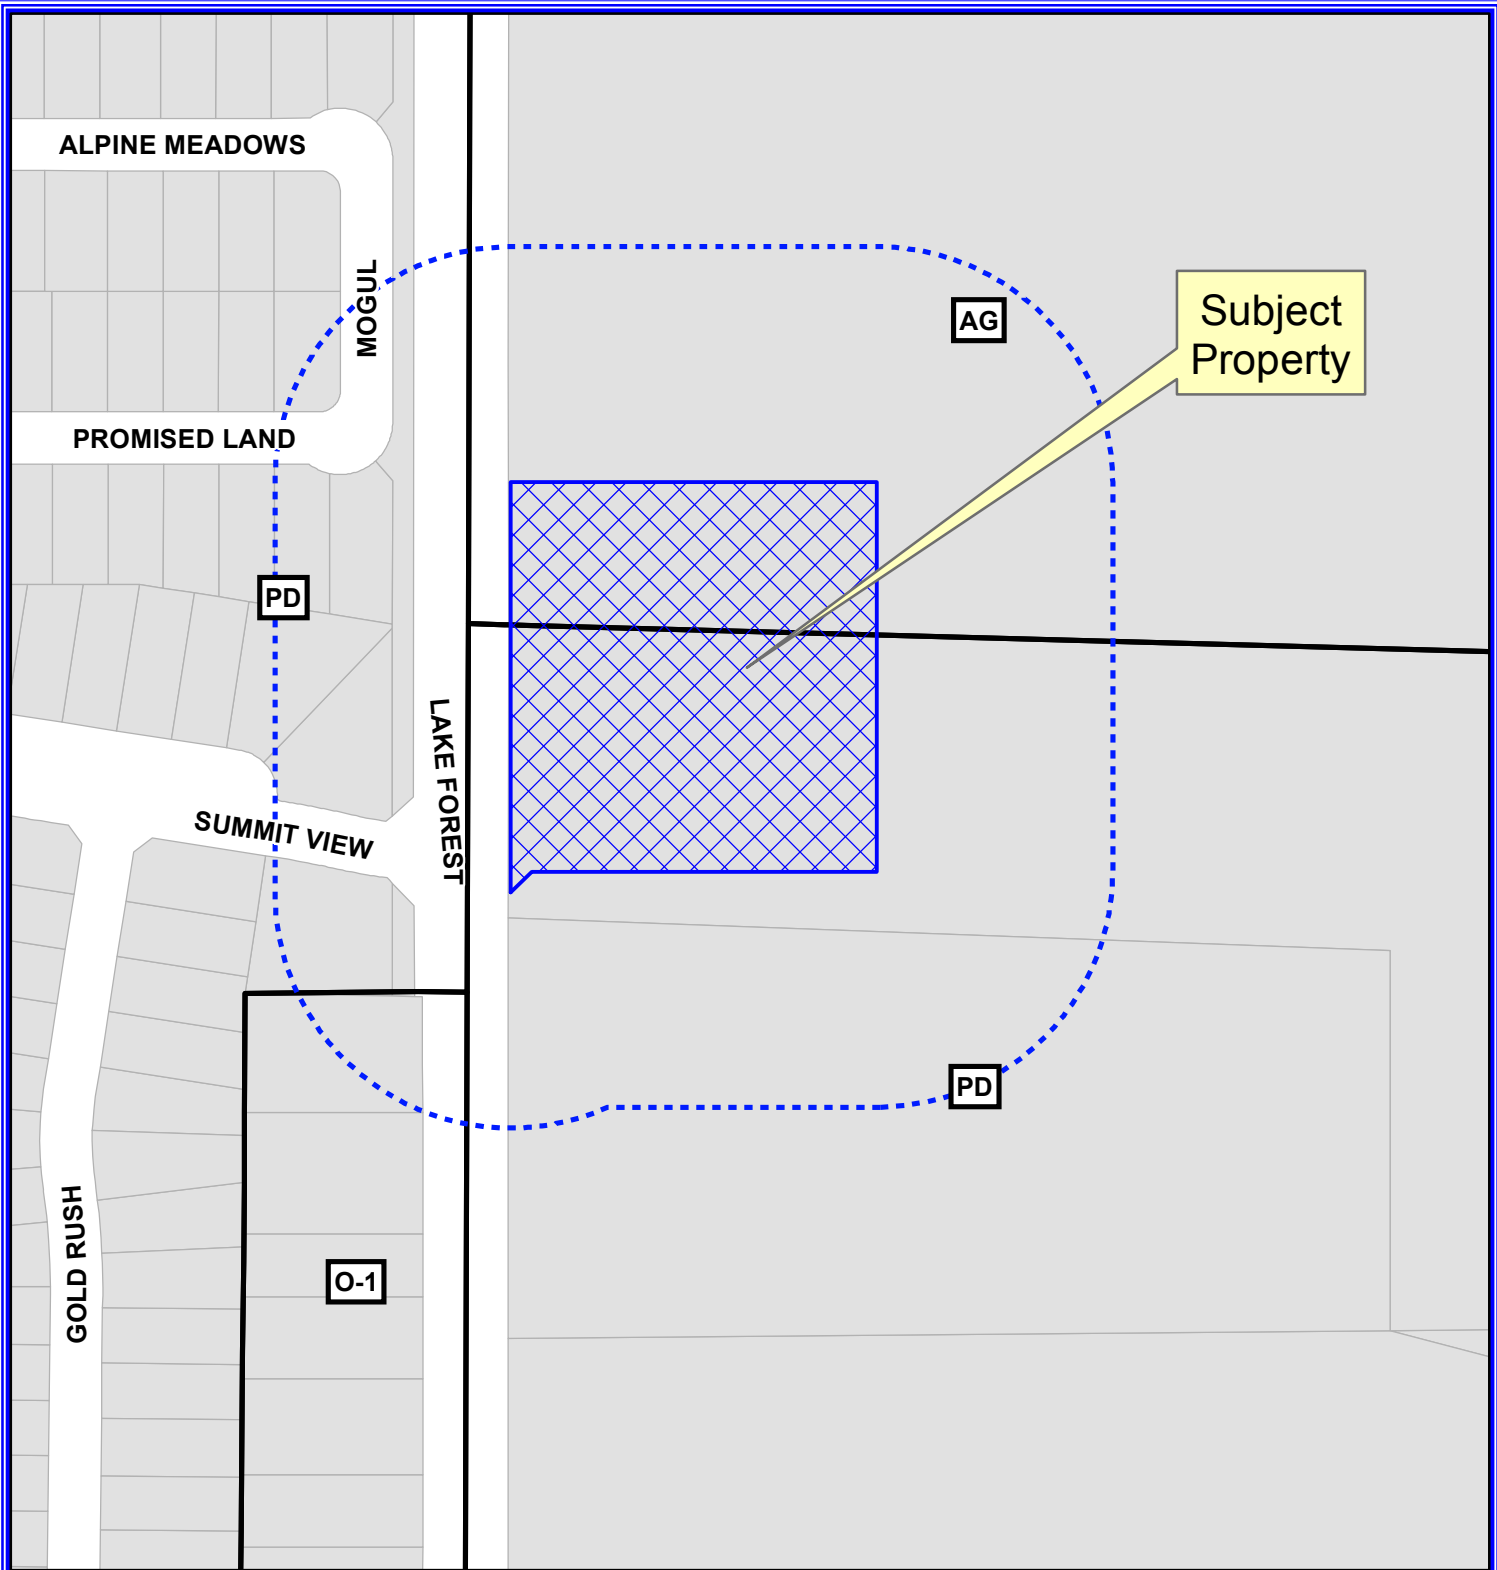 ALPINE MEADOWS
MOGUL
AG
Subject
Property
PROMISED LAND
PD
LAKE FOREST
SUMMIT VIEW
PD
GOLD RUSH
O-1